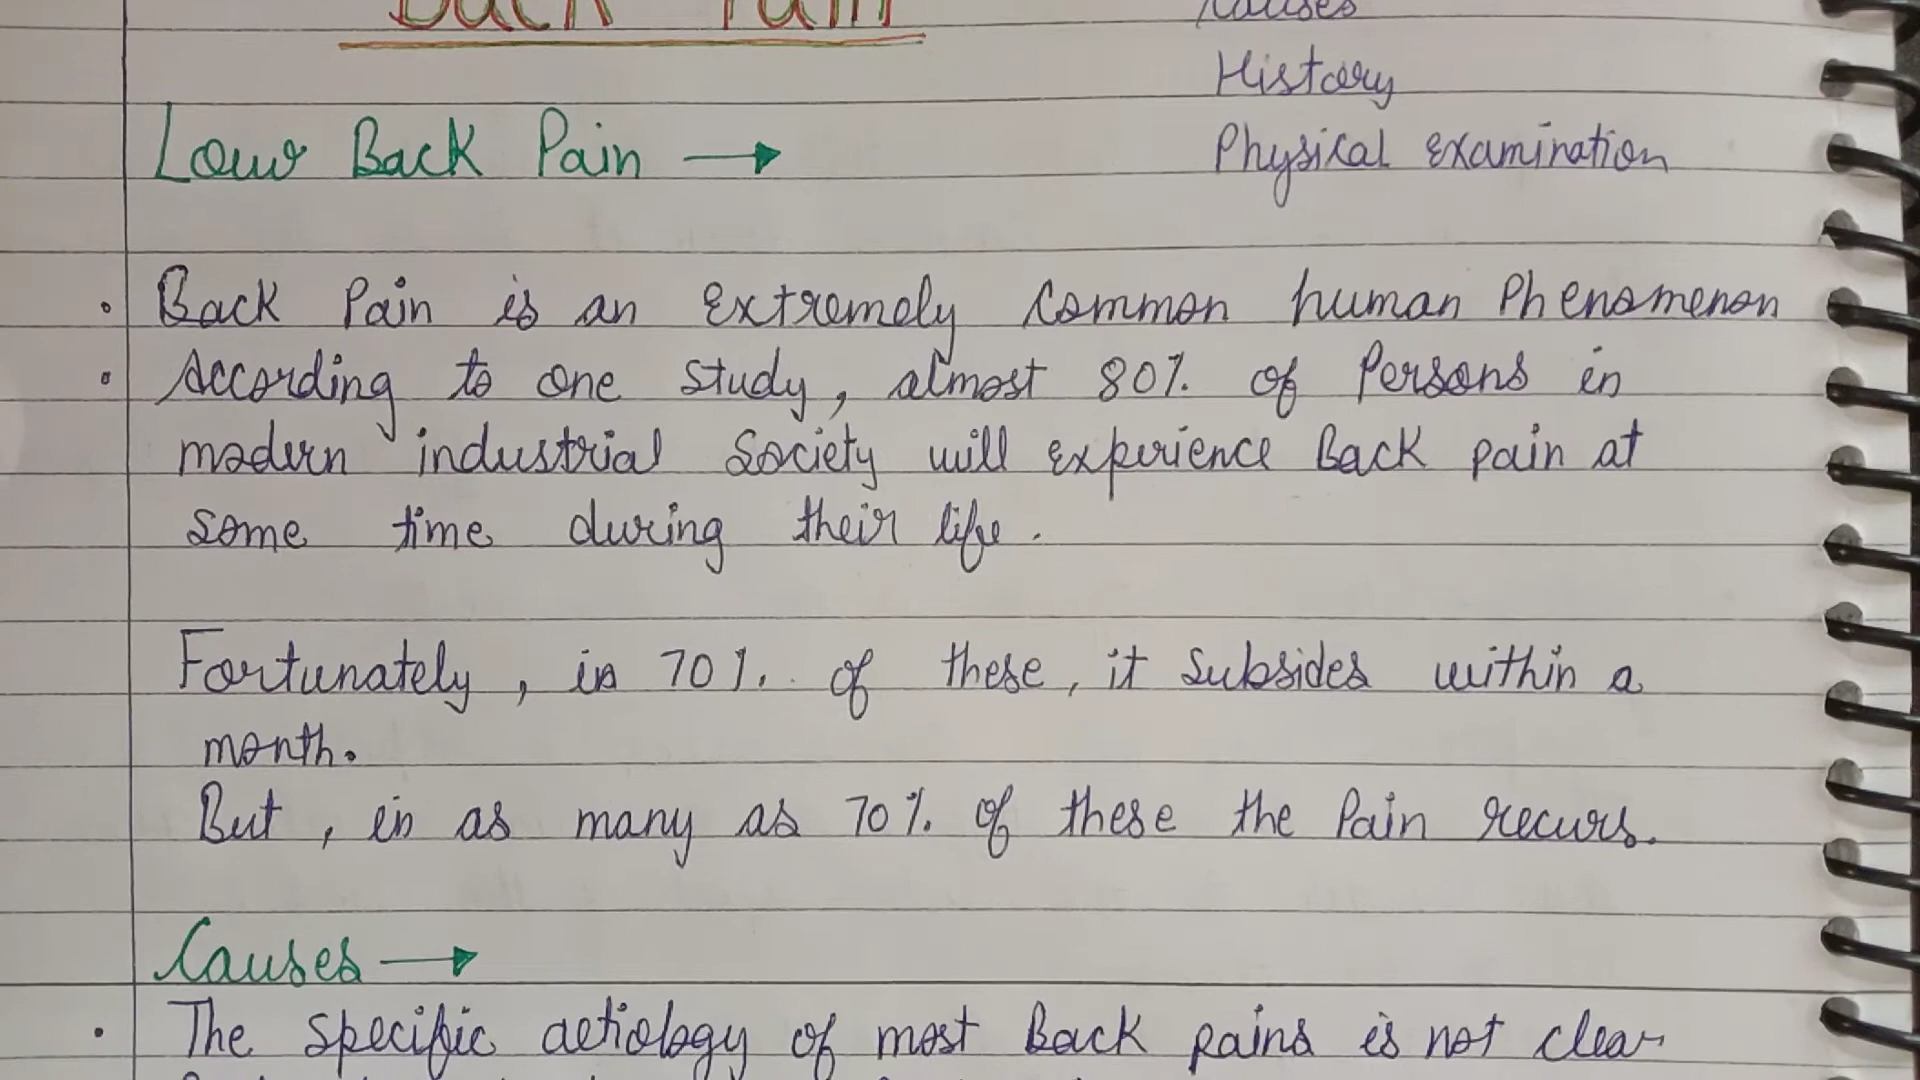 Back Pain
Causes
History
Physical Examination
Low Back Pain →
• Back Pain is an extremely common human Phenomenon
• According to one study, almost 80% of Persons in
modern industrial Society will experience Back pain at
some time during their life.
Fortunately, in 70%. of these, it subsides within a
month.
But, in as many as 70% of these the Pain recurs.
Causes →
• The specific aetiology of most Back pains is not clear